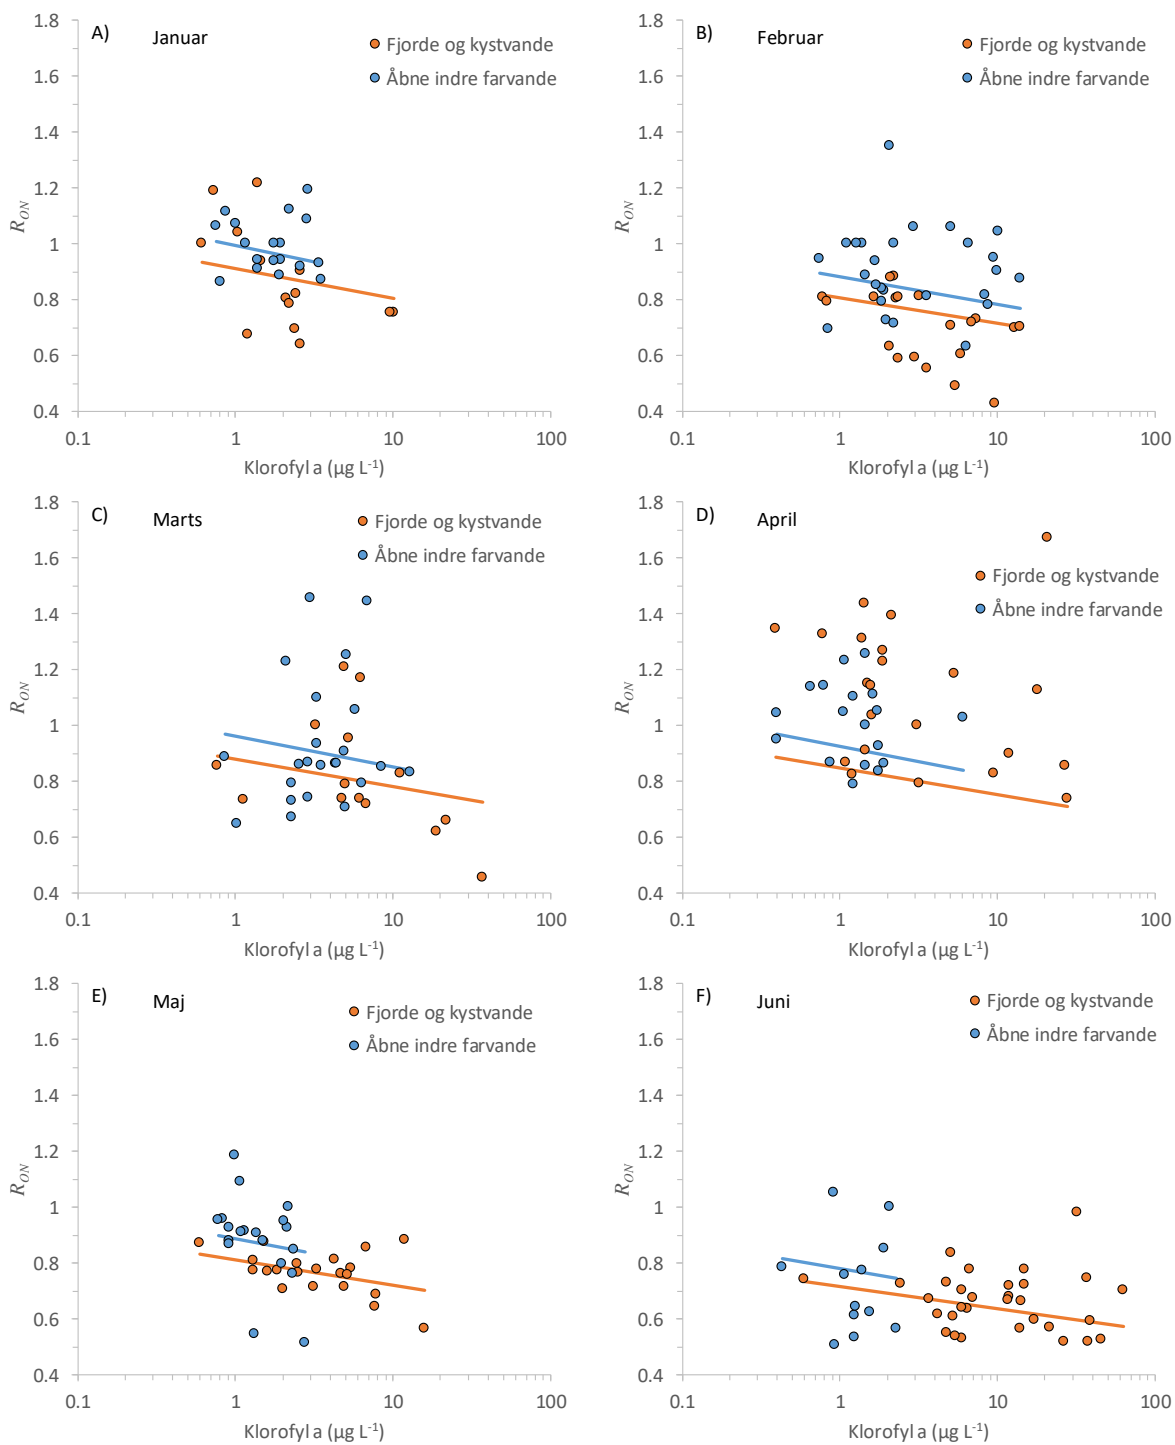 A) Januar
Fjorde og kystvande
Åbne indre farvande
1.8
1.6
1.4
1.2
1
0.8
0.6
0.4
R_ON
0.1 1 10 100
Klorofyl a (µg L⁻¹)
B) Februar
Fjorde og kystvande
Åbne indre farvande
1.8
1.6
1.4
1.2
1
0.8
0.6
0.4
R_ON
0.1 1 10 100
Klorofyl a (µg L⁻¹)
C) Marts
Fjorde og kystvande
Åbne indre farvande
1.8
1.6
1.4
1.2
1
0.8
0.6
0.4
R_ON
0.1 1 10 100
Klorofyl a (µg L⁻¹)
D) April
Fjorde og kystvande
Åbne indre farvande
1.8
1.6
1.4
1.2
1
0.8
0.6
0.4
R_ON
0.1 1 10 100
Klorofyl a (µg L⁻¹)
E) Maj
Fjorde og kystvande
Åbne indre farvande
1.8
1.6
1.4
1.2
1
0.8
0.6
0.4
R_ON
0.1 1 10 100
Klorofyl a (µg L⁻¹)
F) Juni
Fjorde og kystvande
Åbne indre farvande
1.8
1.6
1.4
1.2
1
0.8
0.6
0.4
R_ON
0.1 1 10 100
Klorofyl a (µg L⁻¹)